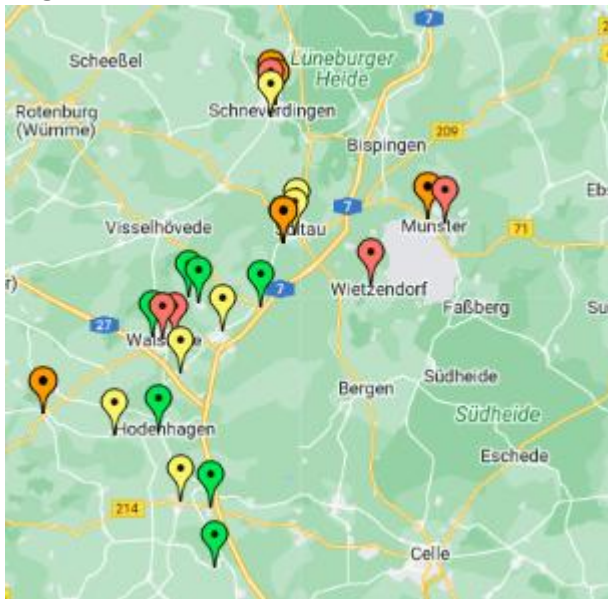 7
Scheeßel
Lüneburger
Heide
Schneverdingen
Rotenburg
(Wümme)
209
Bispingen
7
Munster
71
Visselhövede
7
Wietzendorf
Faßberg
27
Bergen
Südheide
Südheide
Hodenhagen
Eschede
214
Celle